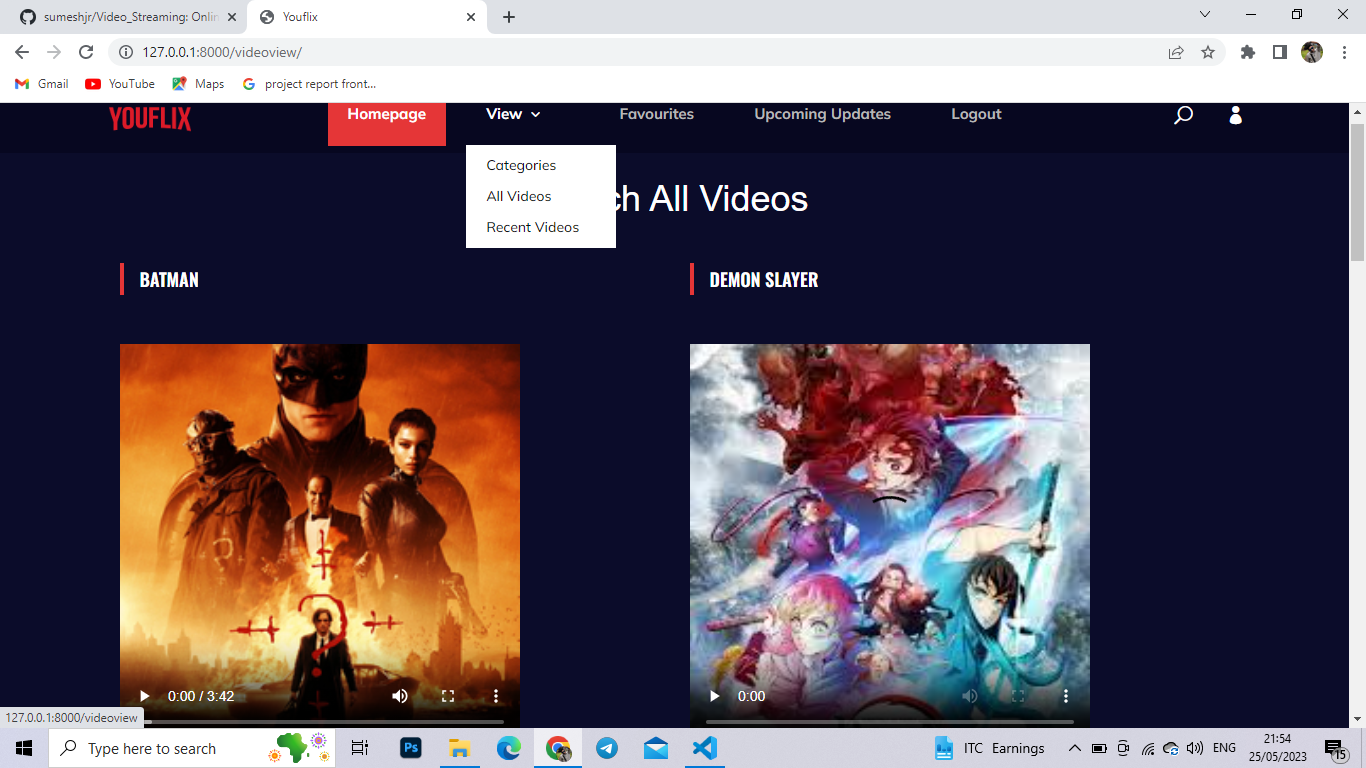 sumeshjr/Video_Streaming: Onlin
Youflix
127.0.0.1:8000/videoview/
Gmail
YouTube
Maps
project report front...
YOUFLIX
Homepage
View
Favourites
Upcoming Updates
Logout
Categories
All Videos
Recent Videos
ch All Videos
BATMAN
DEMON SLAYER
0:00 / 3:42
0:00
127.0.0.1:8000/videoview
Type here to search
Ps
ITC Earnings
ENG
21:54
25/05/2023
15